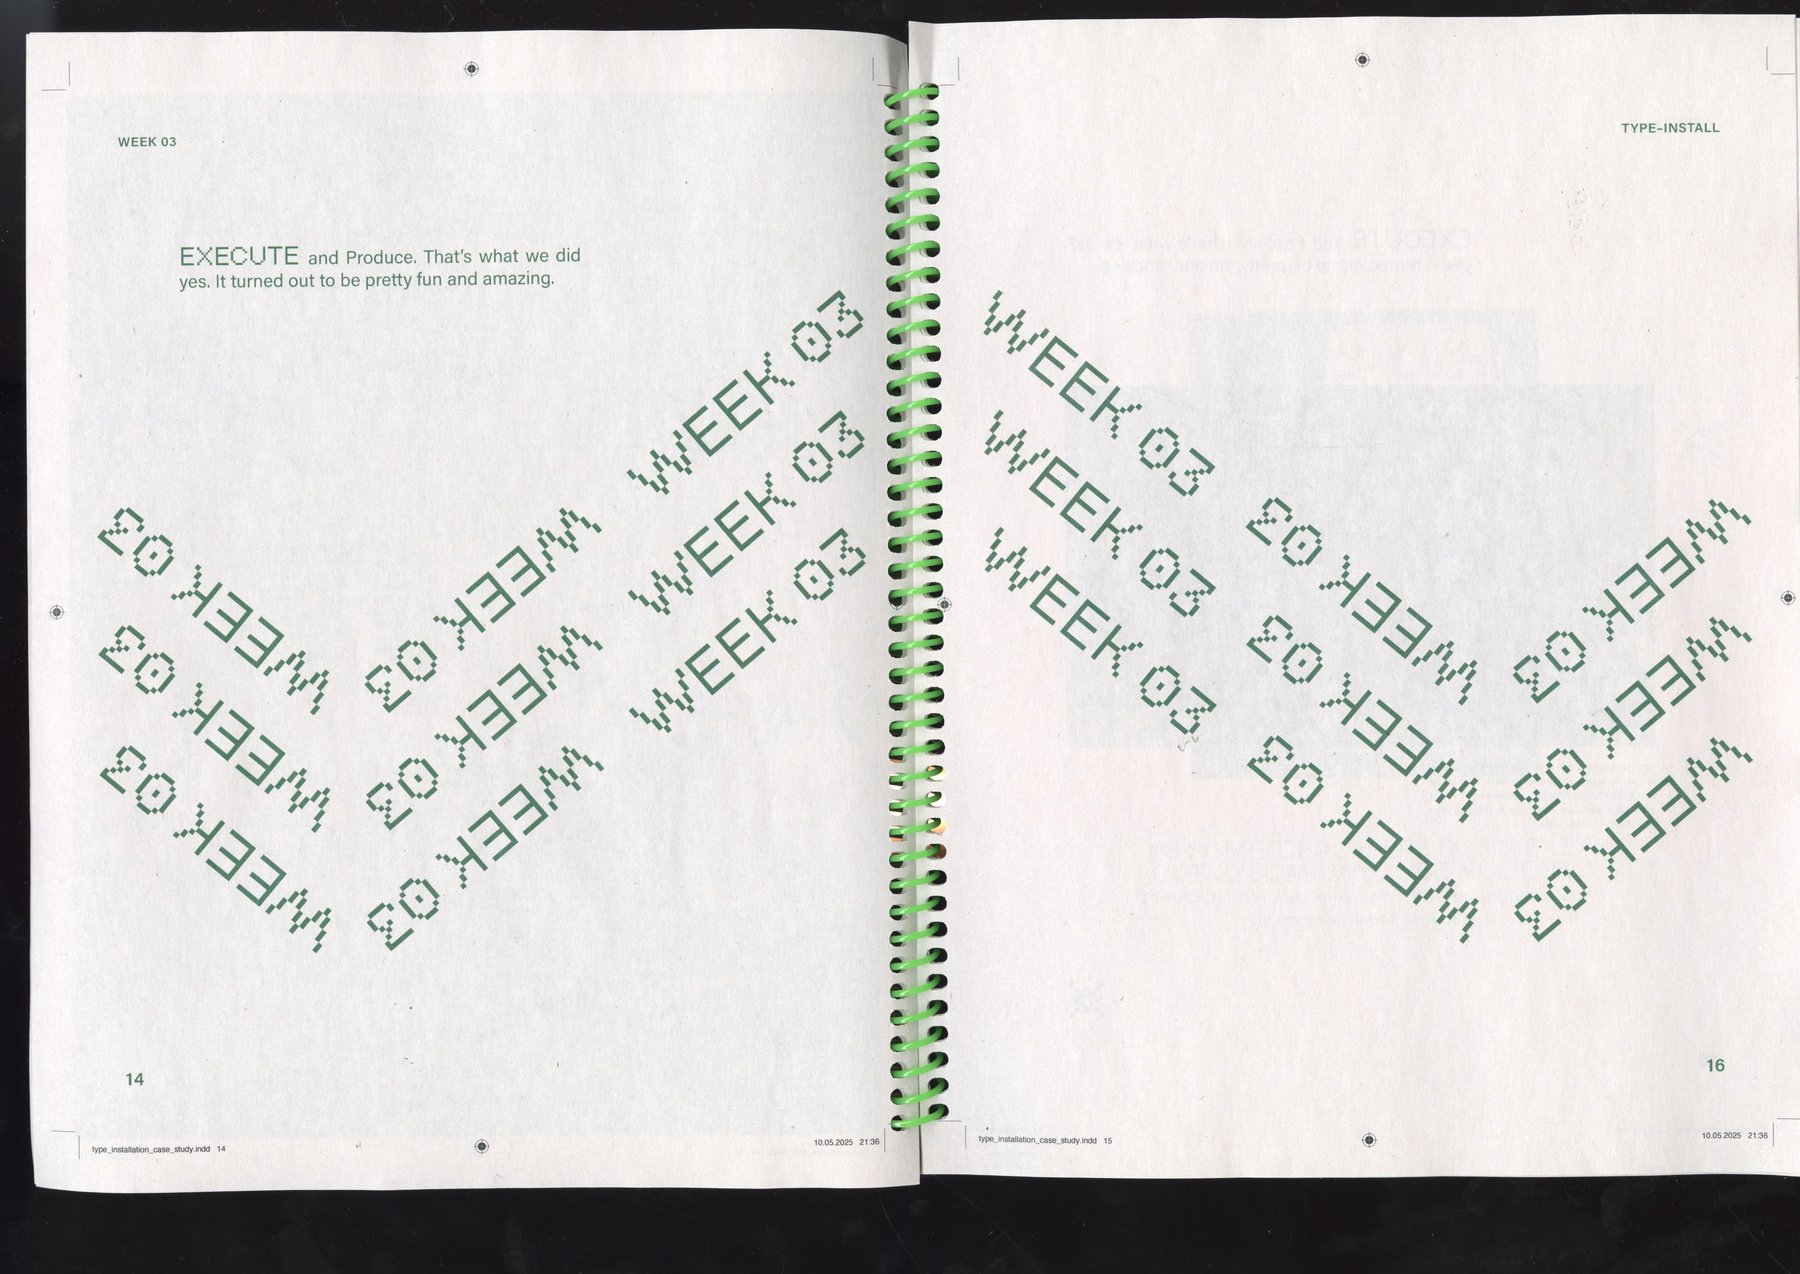 WEEK 03
EXECUTE and Produce. That's what we did
yes. It turned out to be pretty fun and amazing.
WEEK 03
WEEK 03
WEEK 03
WEEK 03
WEEK 03
WEEK 03
WEEK 03
WEEK 03
WEEK 03
14
type_installation_case_study.indd 14
10.05.2025 21:36
TYPE–INSTALL
WEEK 03
WEEK 03
WEEK 03
WEEK 03
WEEK 03
WEEK 03
WEEK 03
WEEK 03
WEEK 03
16
type_installation_case_study.indd 15
10.05.2025 21:36